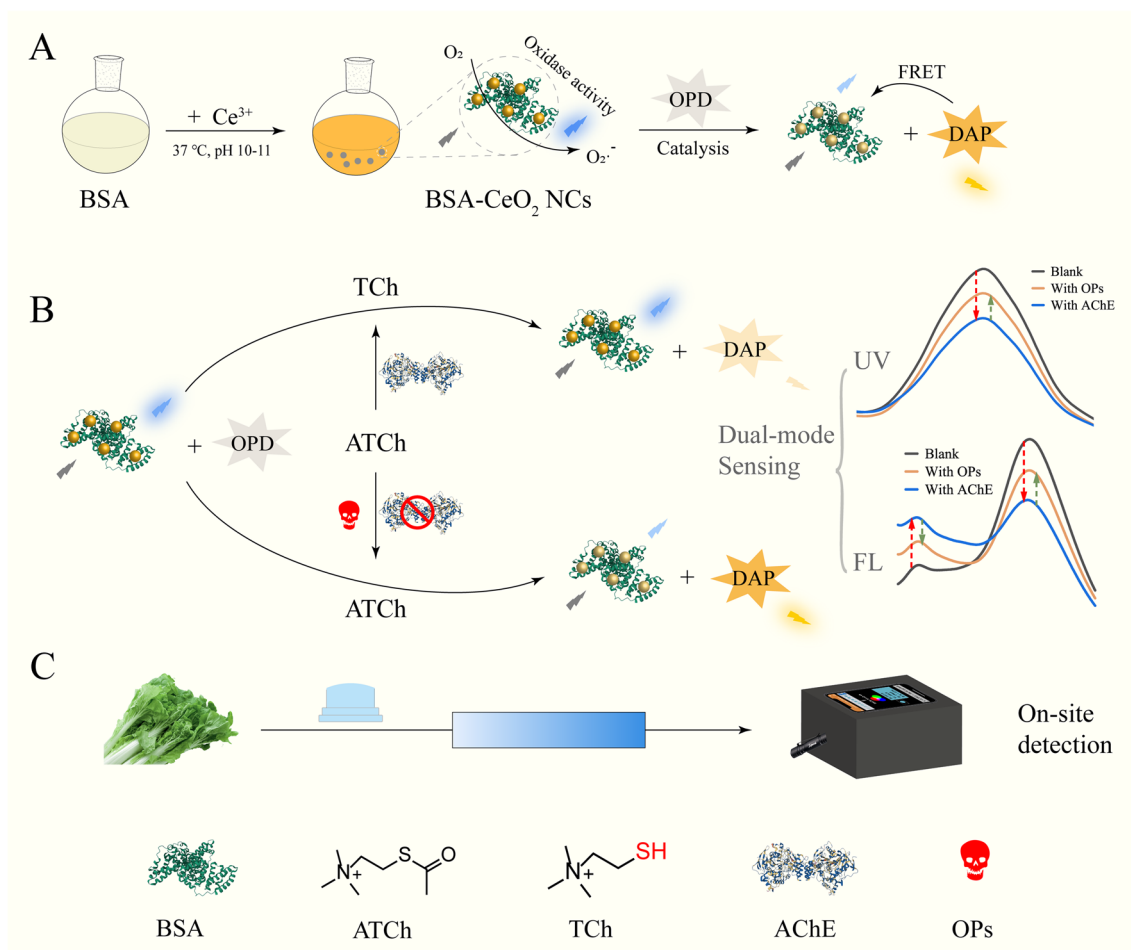 A
+ Ce³⁺
37 °C, pH 10-11
BSA
O₂
Oxidase activity
O₂·⁻
BSA-CeO₂ NCs
OPD
Catalysis
FRET
+
DAP
B
TCh
ATCh
ATCh
+
OPD
+
DAP
+
DAP
Dual-mode
Sensing
UV
Blank
With OPs
With AChE
FL
Blank
With OPs
With AChE
C
On-site
detection
N
+
S
O
N
+
SH
BSA
ATCh
TCh
AChE
OPs